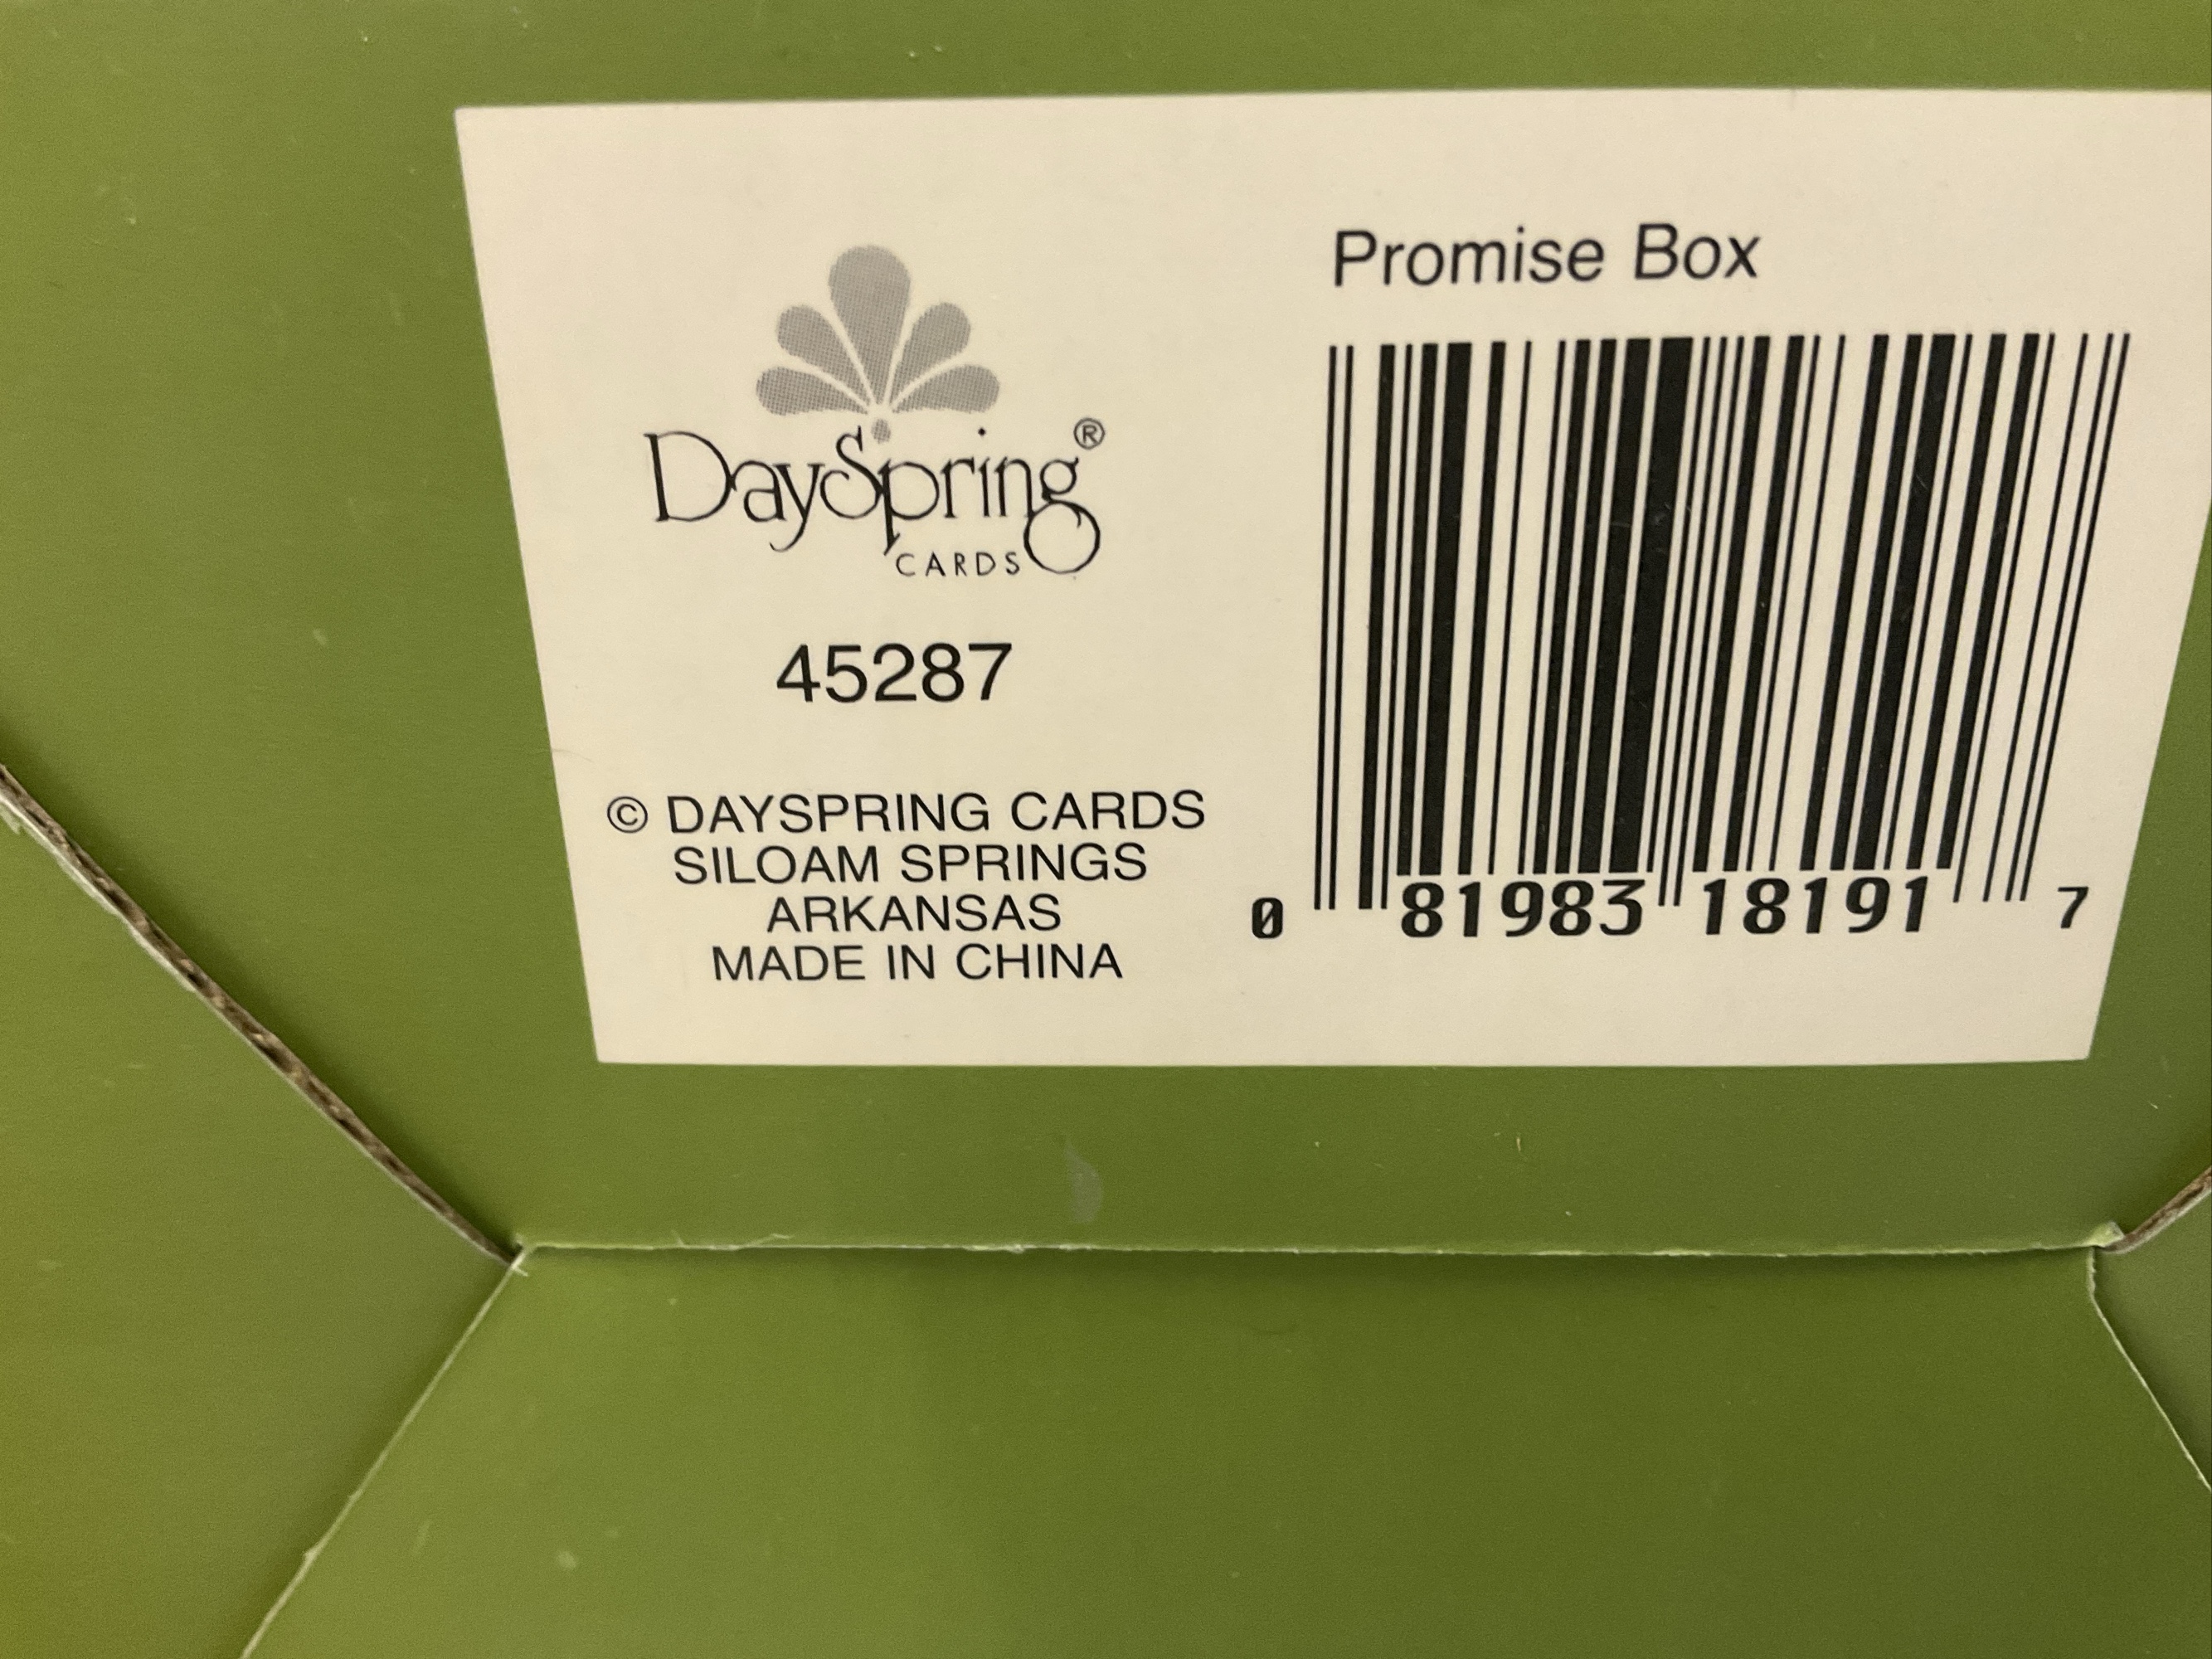 DaySpring®
CARDS
45287
© DAYSPRING CARDS
SILOAM SPRINGS
ARKANSAS
MADE IN CHINA
Promise Box
0 81983 18191 7